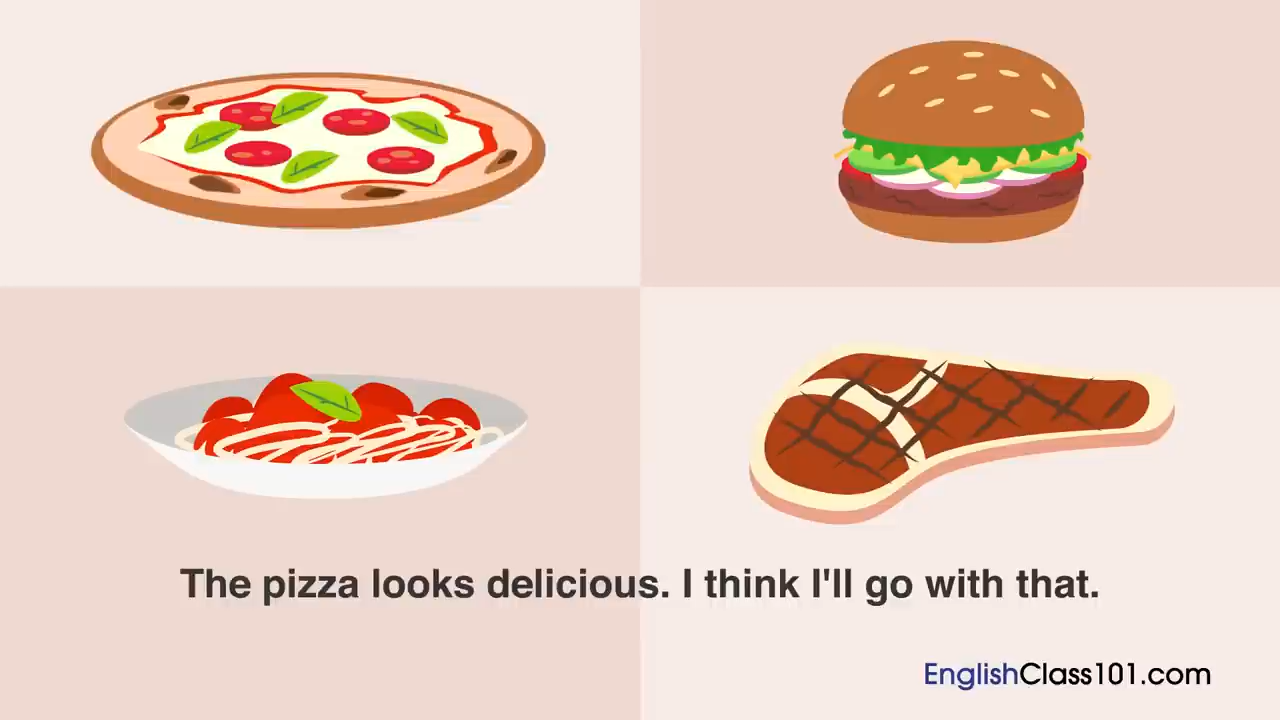 The pizza looks delicious. I think I'll go with that.
EnglishClass101.com